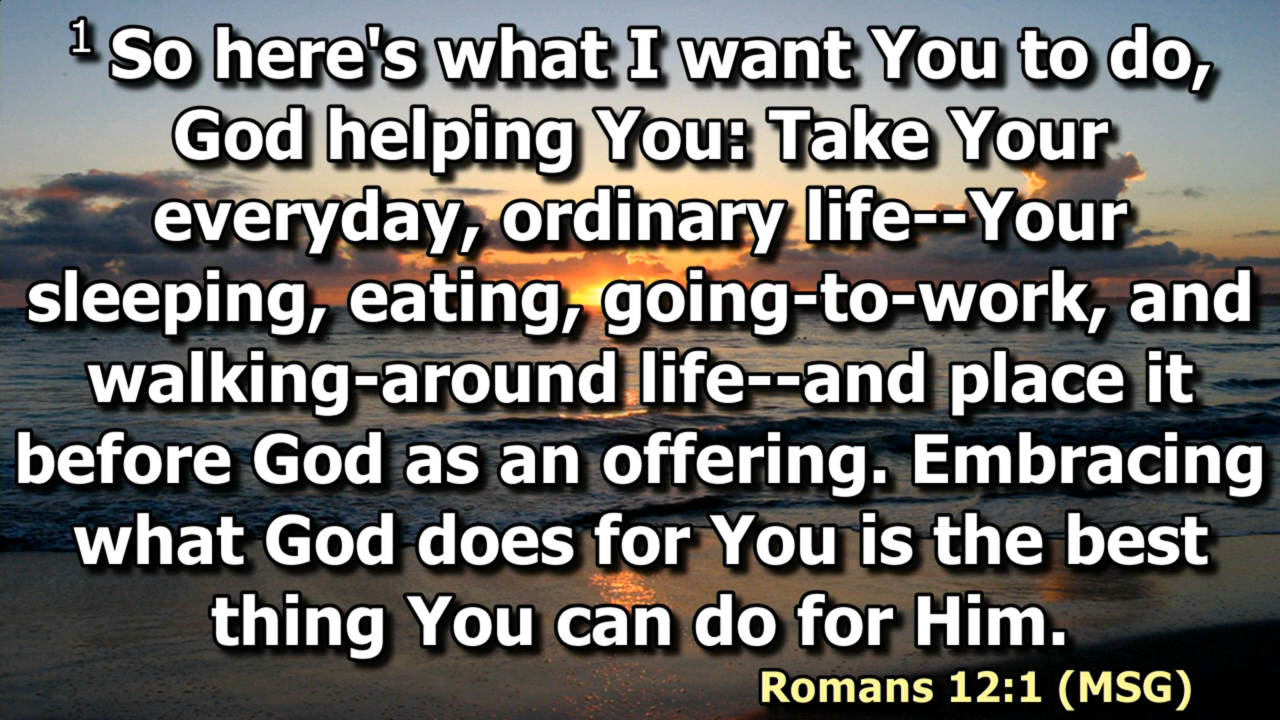 1 So here's what I want You to do,
God helping You: Take Your
everyday, ordinary life--Your
sleeping, eating, going-to-work, and
walking-around life--and place it
before God as an offering. Embracing
what God does for You is the best
thing You can do for Him.
Romans 12:1 (MSG)